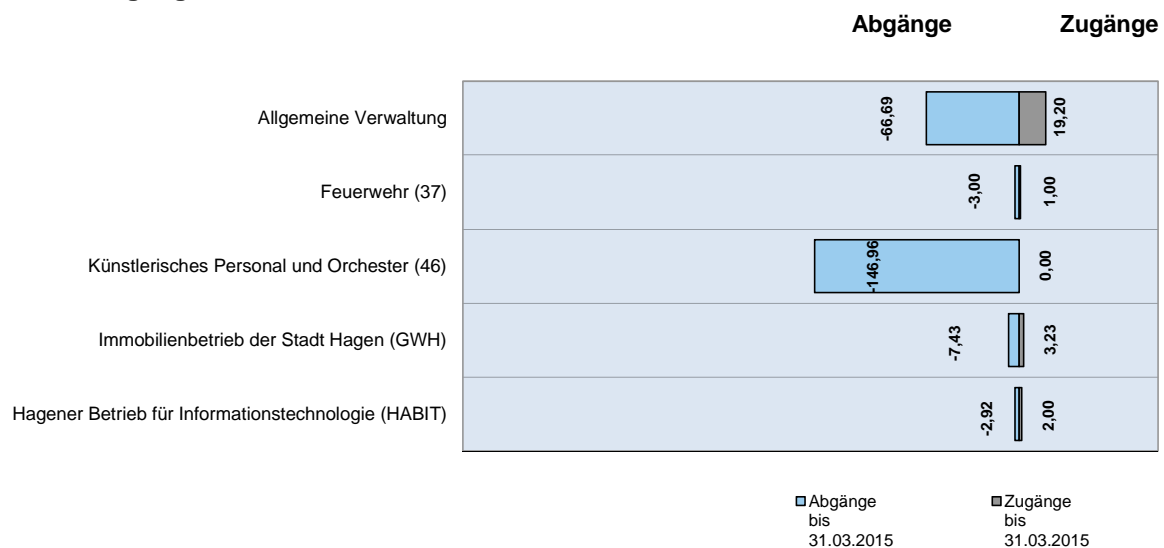 Abgänge Zugänge
Allgemeine Verwaltung
-66,69 19,20
Feuerwehr (37)
-3,00 1,00
Künstlerisches Personal und Orchester (46)
-146,96 0,00
Immobilienbetrieb der Stadt Hagen (GWH)
-7,43 3,23
Hagener Betrieb für Informationstechnologie (HABIT)
-2,92 2,00
Abgänge
bis
31.03.2015
Zugänge
bis
31.03.2015